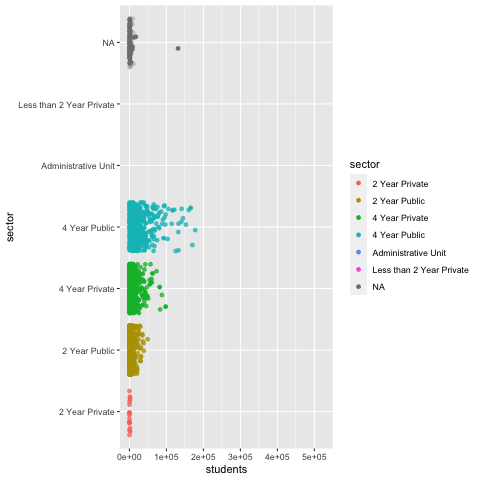 sector
NA
Less than 2 Year Private
Administrative Unit
4 Year Public
4 Year Private
2 Year Public
2 Year Private
0e+00 1e+05 2e+05 3e+05 4e+05 5e+05
students
sector
2 Year Private
2 Year Public
4 Year Private
4 Year Public
Administrative Unit
Less than 2 Year Private
NA